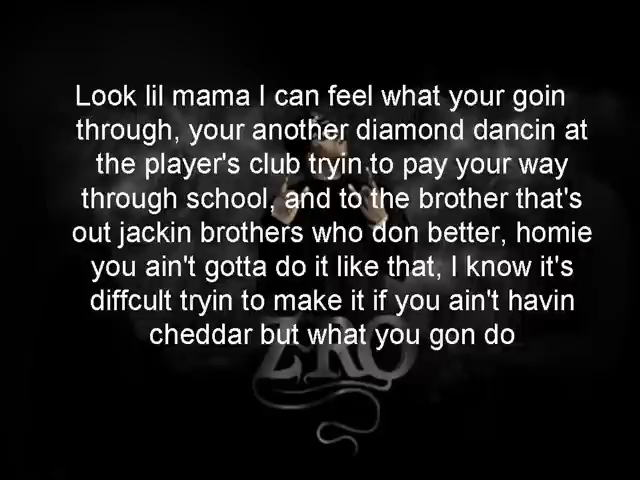 Look lil mama I can feel what your goin
through, your another diamond dancin at
the player's club tryin to pay your way
through school, and to the brother that's
out jackin brothers who don better, homie
you ain't gotta do it like that, I know it's
diffcult tryin to make it if you ain't havin
cheddar but what you gon do
Z-RO